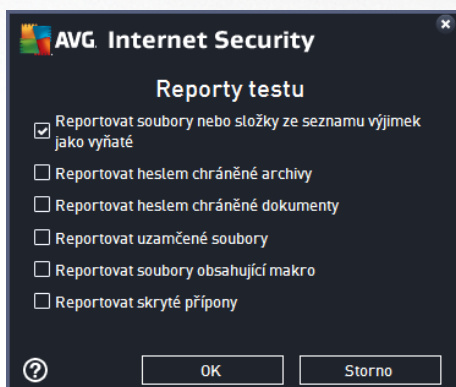 AVG. Internet Security
Reporty testu
Reportovat soubory nebo složky ze seznamu výjimek
jako vyňaté
Reportovat heslem chráněné archivy
Reportovat heslem chráněné dokumenty
Reportovat uzamčené soubory
Reportovat soubory obsahující makro
Reportovat skryté přípony
OK
Storno